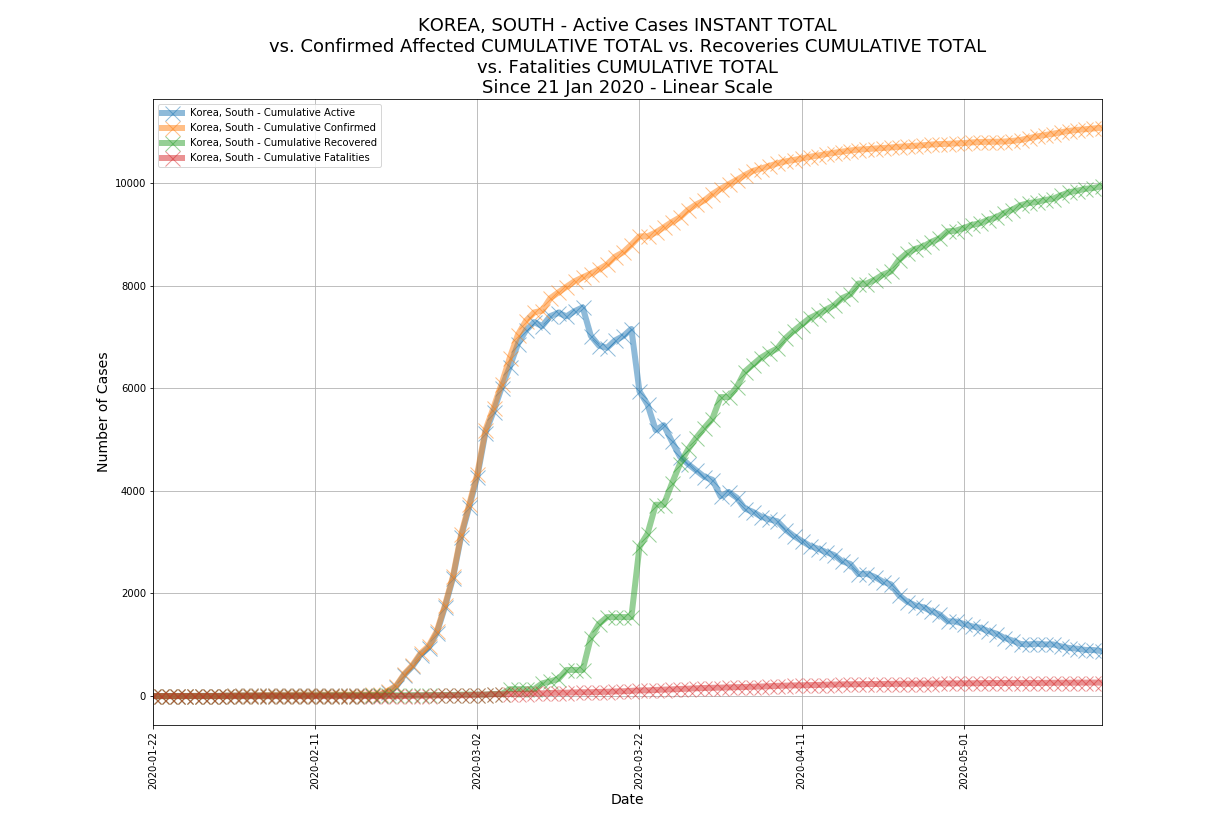 KOREA, SOUTH - Active Cases INSTANT TOTAL
vs. Confirmed Affected CUMULATIVE TOTAL vs. Recoveries CUMULATIVE TOTAL
vs. Fatalities CUMULATIVE TOTAL
Since 21 Jan 2020 - Linear Scale
Korea, South - Cumulative Active
Korea, South - Cumulative Confirmed
Korea, South - Cumulative Recovered
Korea, South - Cumulative Fatalities
Number of Cases
10000
8000
6000
4000
2000
0
2020-01-22
2020-02-11
2020-03-02
2020-03-22
2020-04-11
2020-05-01
Date